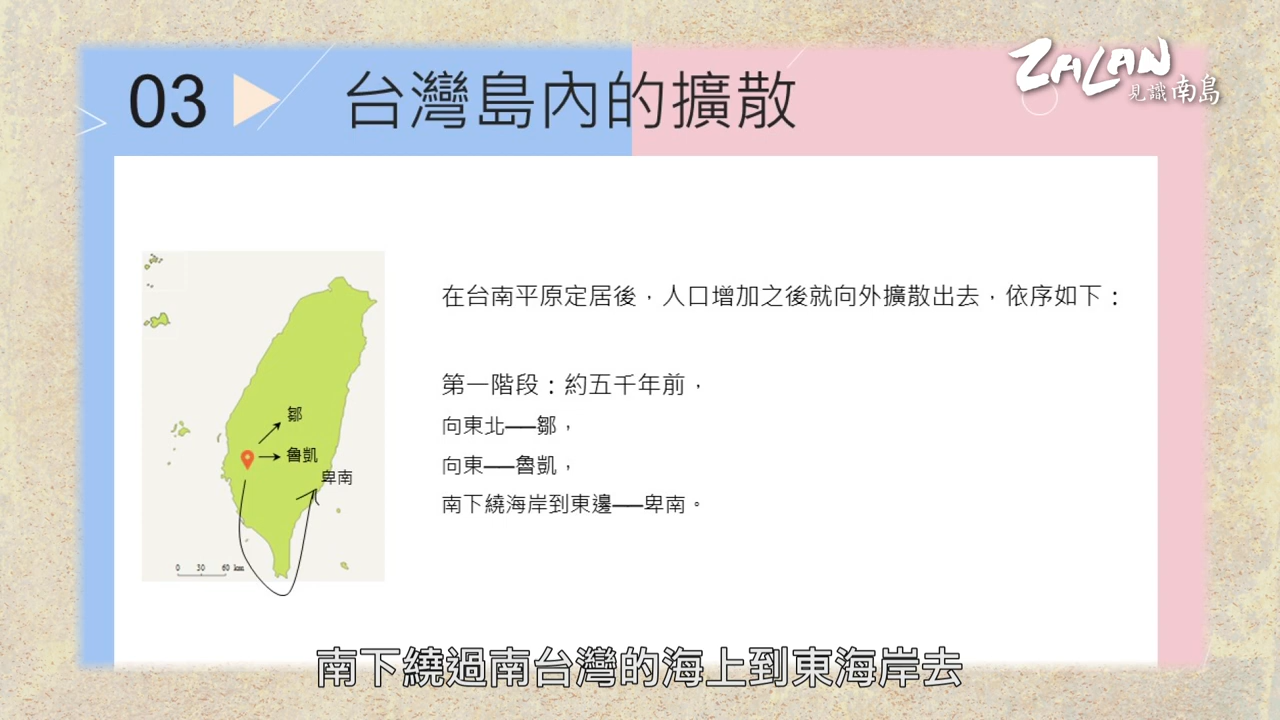 ZALAN
見識南島
03 台灣島內的擴散
在台南平原定居後，人口增加之後就向外擴散出去，依序如下：
第一階段：約五千年前，
向東北──鄒，
向東──魯凱，
南下繞海岸到東邊──卑南。
鄒
魯凱
卑南
0 30 60 km
南下繞過南台灣的海上到東海岸去